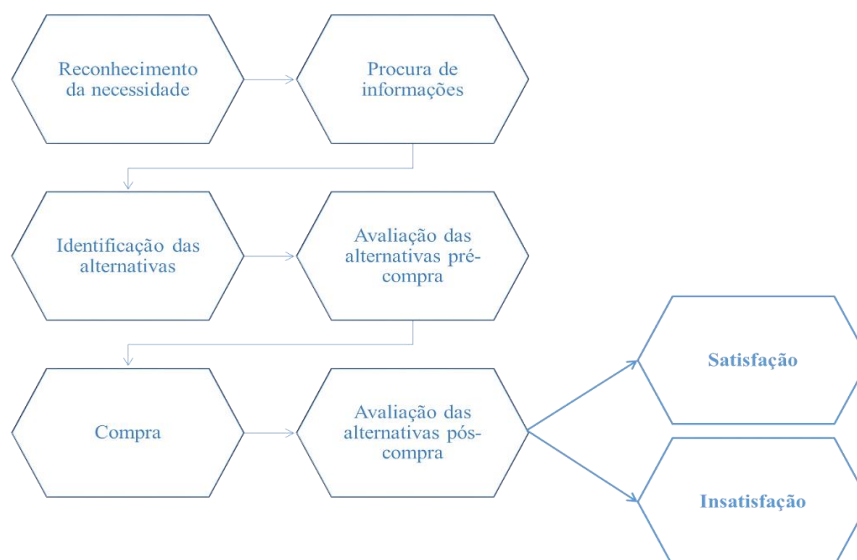 Reconhecimento
da necessidade
Procura de
informações
Identificação das
alternativas
Avaliação das
alternativas pré-
compra
Compra
Avaliação das
alternativas pós-
compra
Satisfação
Insatisfação